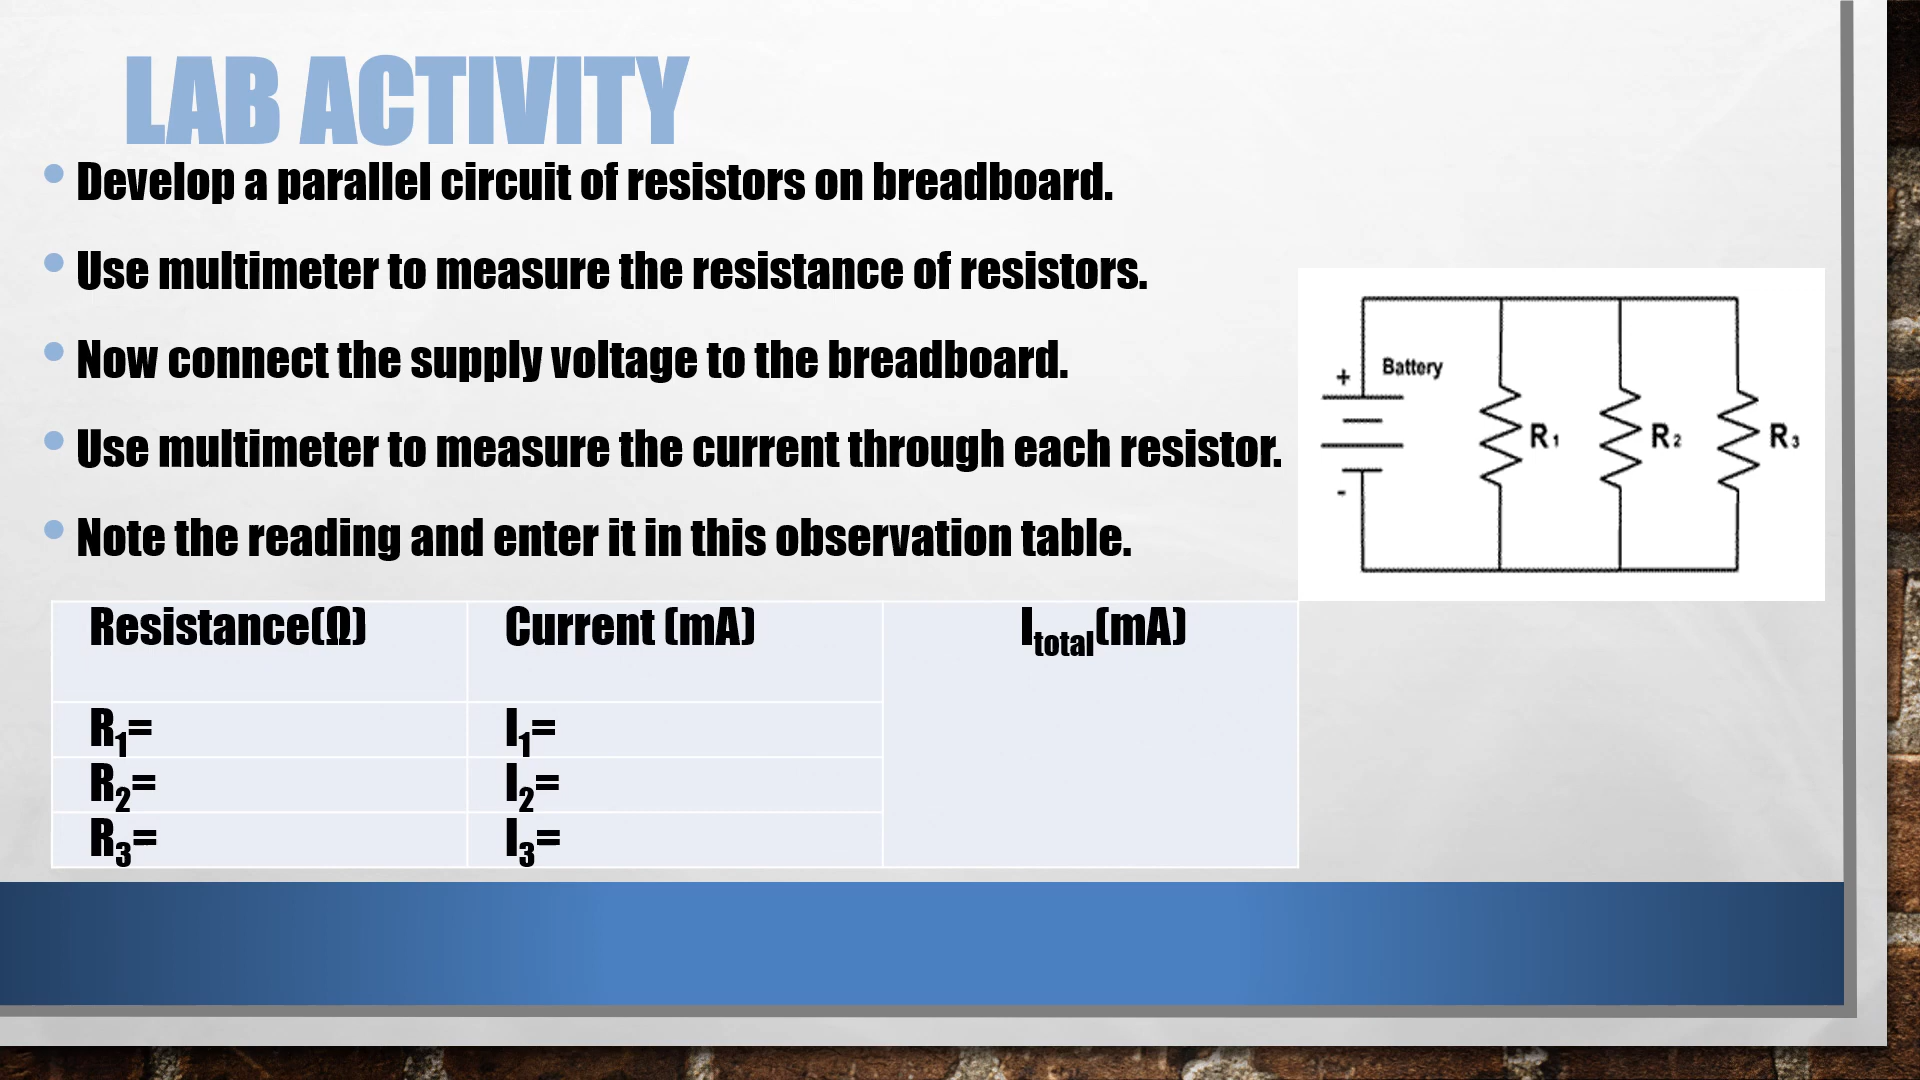 LAB ACTIVITY
• Develop a parallel circuit of resistors on breadboard.
• Use multimeter to measure the resistance of resistors.
• Now connect the supply voltage to the breadboard.
• Use multimeter to measure the current through each resistor.
• Note the reading and enter it in this observation table.
+ Battery
R₁ R₂ R₃
-
Resistance(Ω) Current (mA) Itotal(mA)
R₁= I₁=
R₂= I₂=
R₃= I₃=